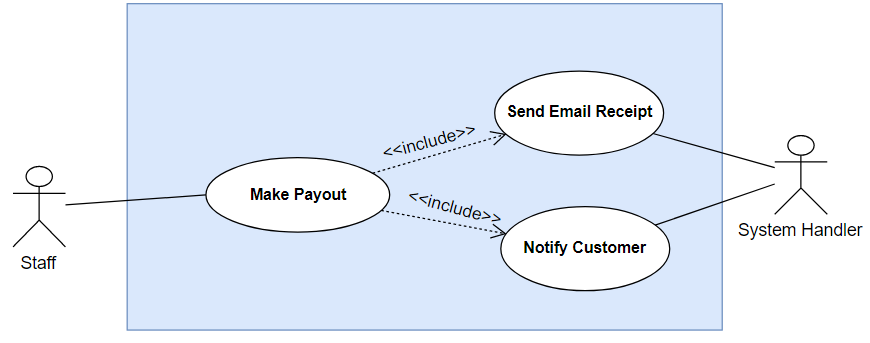 Send Email Receipt
<<include>>
Make Payout
<<include>>
Notify Customer
System Handler
Staff